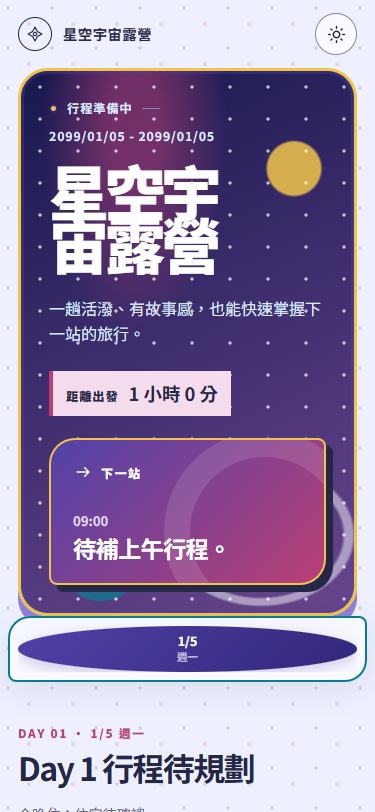 星空宇宙露營
行程準備中
2099/01/05 - 2099/01/05
星空宇
宙露營
一趟活潑、有故事感，也能快速掌握下
一站的旅行。
距離出發 1 小時 0 分
下一站
09:00
待補上午行程。
1/5
週一
DAY 01 · 1/5 週一
Day 1 行程待規劃